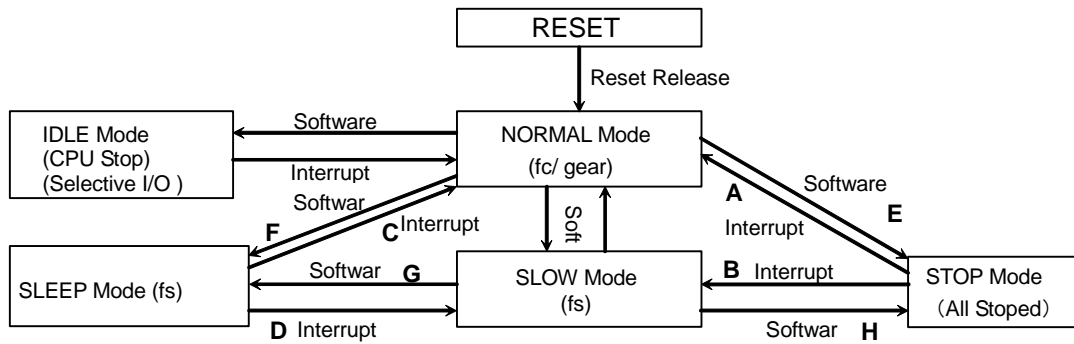 RESET
Reset Release
IDLE Mode
(CPU Stop)
(Selective I/O )
Software
Interrupt
NORMAL Mode
(fc/ gear)
Softwar
F
C
Interrupt
Soft
A
Interrupt
Software
E
SLEEP Mode (fs)
Softwar
G
D
Interrupt
SLOW Mode
(fs)
B
Interrupt
Softwar
H
STOP Mode
(All Stoped)